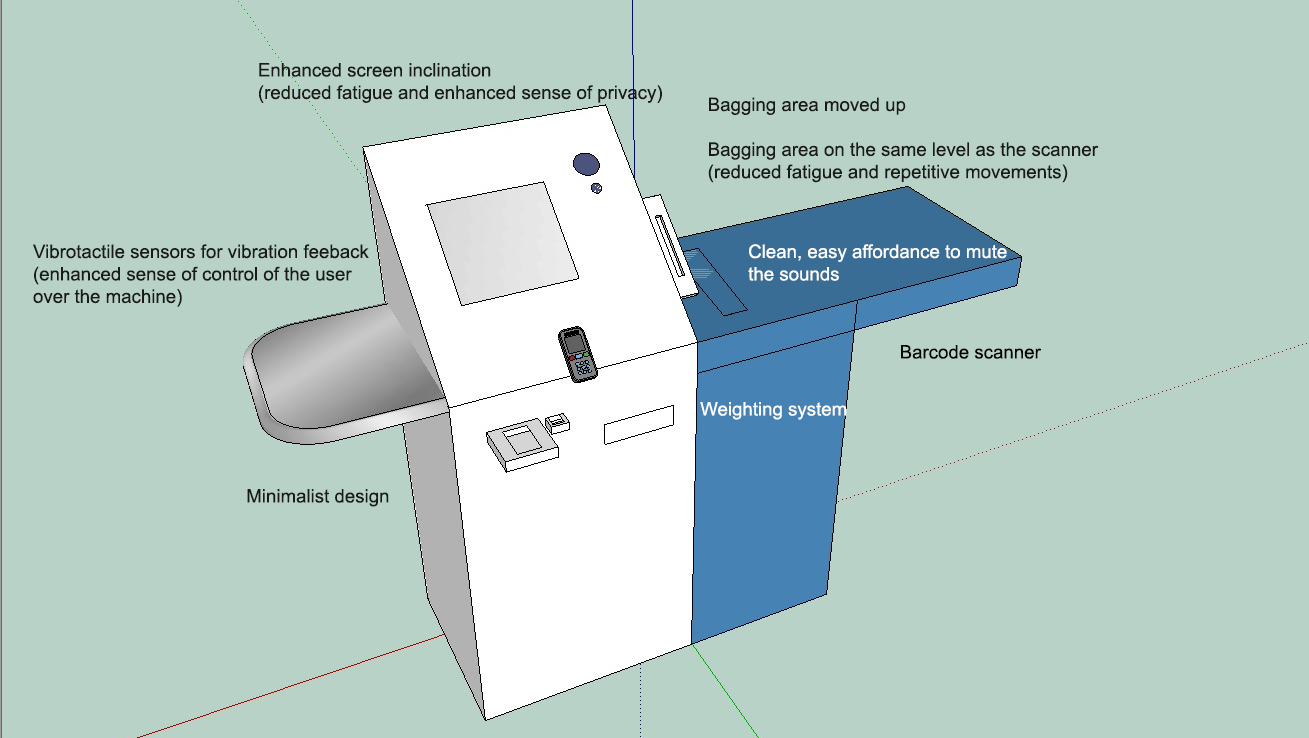 Enhanced screen inclination
(reduced fatigue and enhanced sense of privacy)
Bagging area moved up
Bagging area on the same level as the scanner
(reduced fatigue and repetitive movements)
Vibrotactile sensors for vibration feeback
(enhanced sense of control of the user
over the machine)
Clean, easy affordance to mute
the sounds
Barcode scanner
Weighting system
Minimalist design